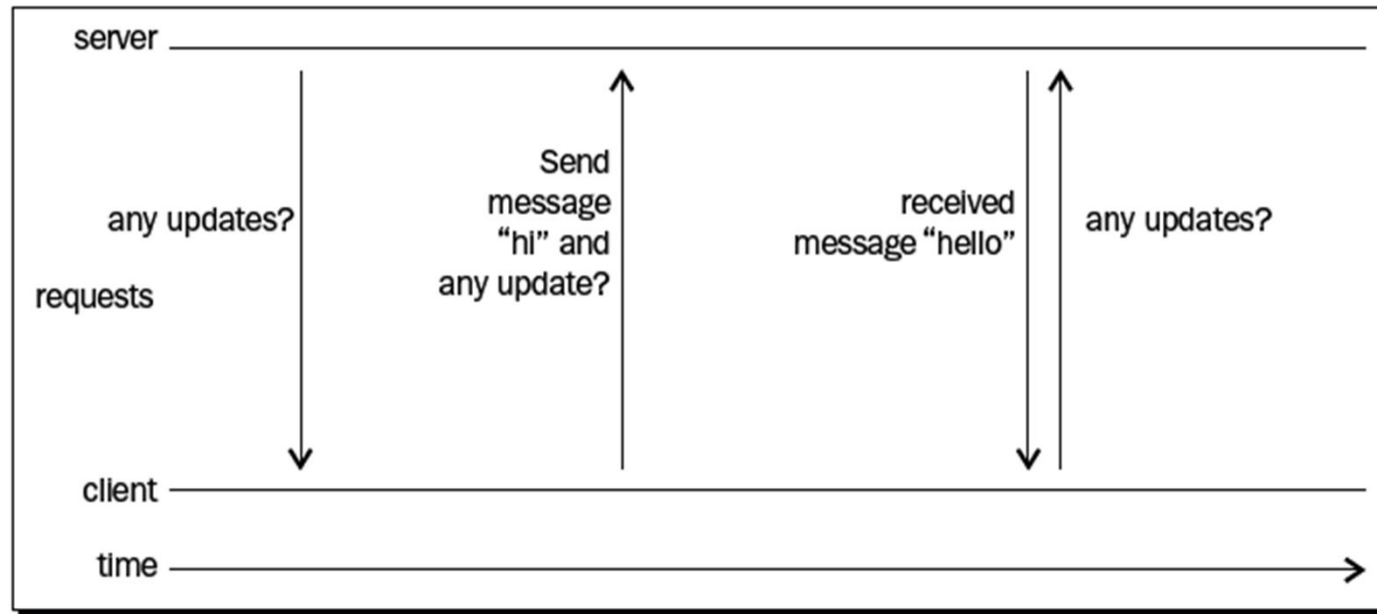 server
any updates?
requests
Send
message
“hi” and
any update?
received
message “hello”
any updates?
client
time